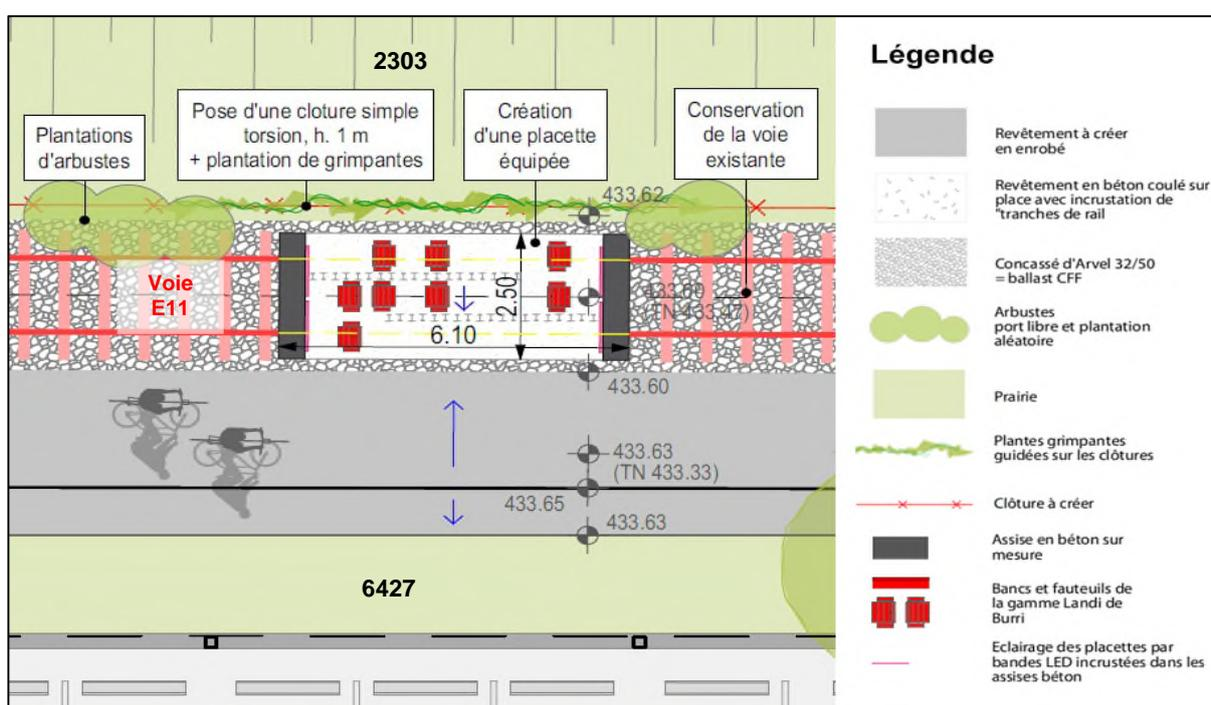 2303
Plantations
d'arbustes
Pose d'une cloture simple
torsion, h. 1 m
+ plantation de grimpantes
Création
d'une placette
équipée
Conservation
de la voie
existante
433.62
Voie
E11
2.50
6.10
433.60
(TN 433.47)
433.60
433.63
(TN 433.33)
433.65
433.63
6427
Légende
Revêtement à créer
en enrobé
Revêtement en béton coulé sur
place avec incrustation de
"tranches de rail
Concassé d'Arvel 32/50
= ballast CFF
Arbustes
port libre et plantation
aléatoire
Prairie
Plantes grimpantes
guidées sur les clôtures
Clôture à créer
Assise en béton sur
mesure
Bancs et fauteuils de
la gamme Landi de
Burri
Eclairage des placettes par
bandes LED incrustées dans les
assises béton